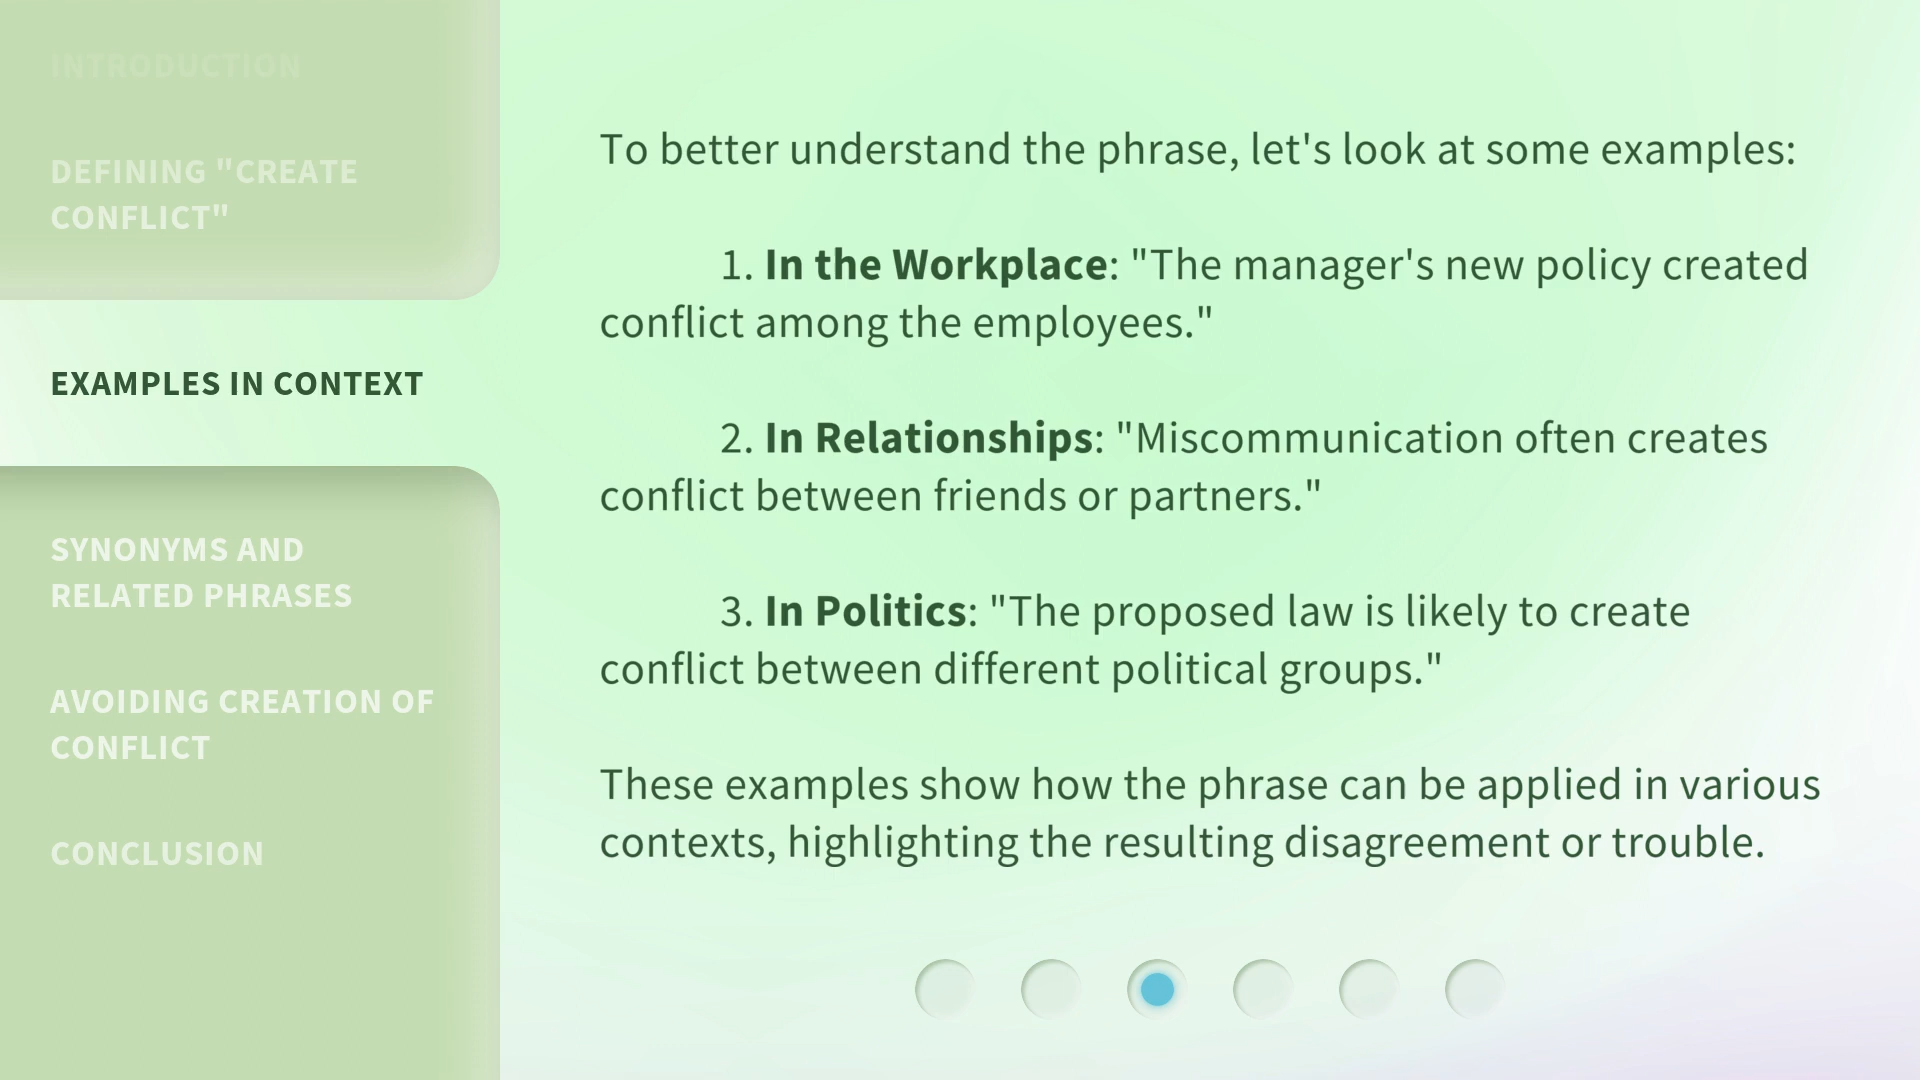 INTRODUCTION
DEFINING "CREATE
CONFLICT"
EXAMPLES IN CONTEXT
SYNONYMS AND
RELATED PHRASES
AVOIDING CREATION OF
CONFLICT
CONCLUSION
To better understand the phrase, let's look at some examples:
1. In the Workplace: "The manager's new policy created
conflict among the employees."
2. In Relationships: "Miscommunication often creates
conflict between friends or partners."
3. In Politics: "The proposed law is likely to create
conflict between different political groups."
These examples show how the phrase can be applied in various
contexts, highlighting the resulting disagreement or trouble.